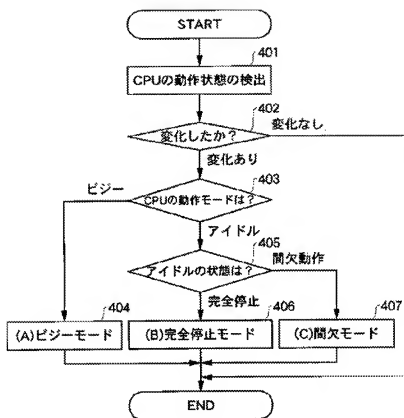 START
401
CPUの動作状態の検出
402
変化したか?
変化なし
変化あり
403
ビジー
CPUの動作モードは?
アイドル
405
間欠動作
アイドルの状態は?
完全停止
404
406
407
(A)ビジーモード
(B)完全停止モード
(C)間欠モード
END